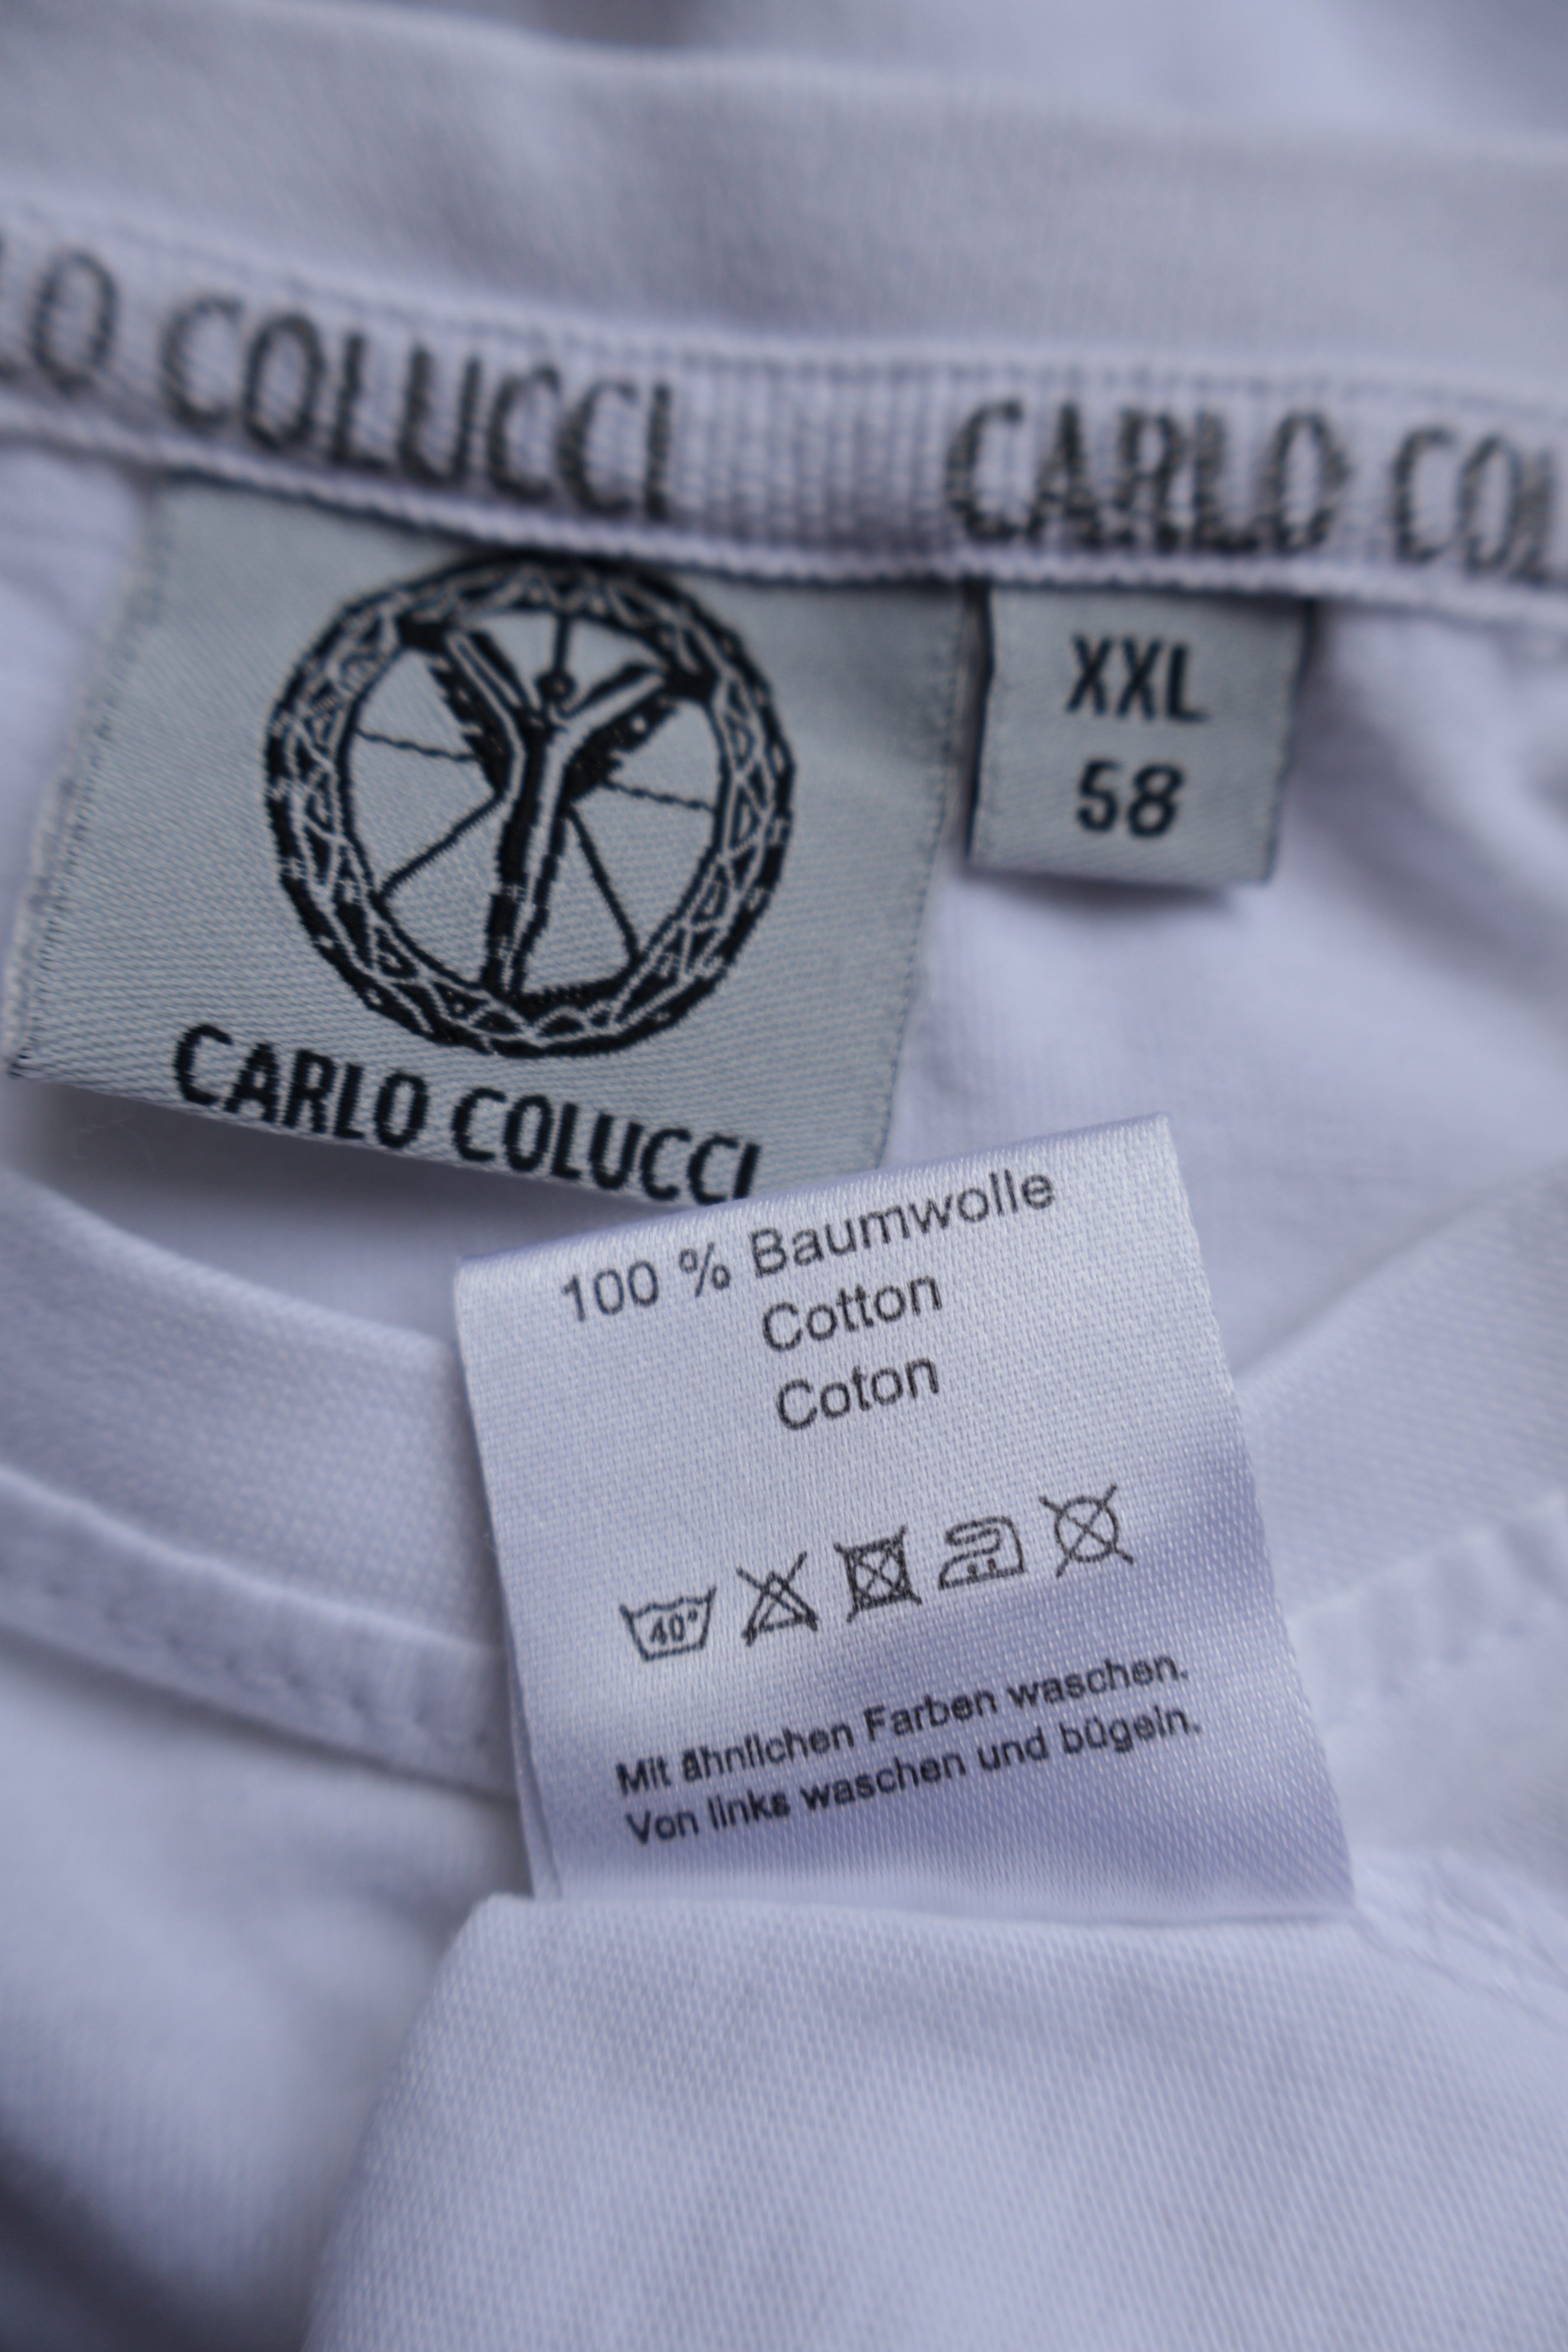 LO COLUCCI CARLO COL
XXL
58
CARLO COLUCCI
100 % Baumwolle
Cotton
Coton
40°
Mit ähnlichen Farben waschen.
Von links waschen und bügeln.